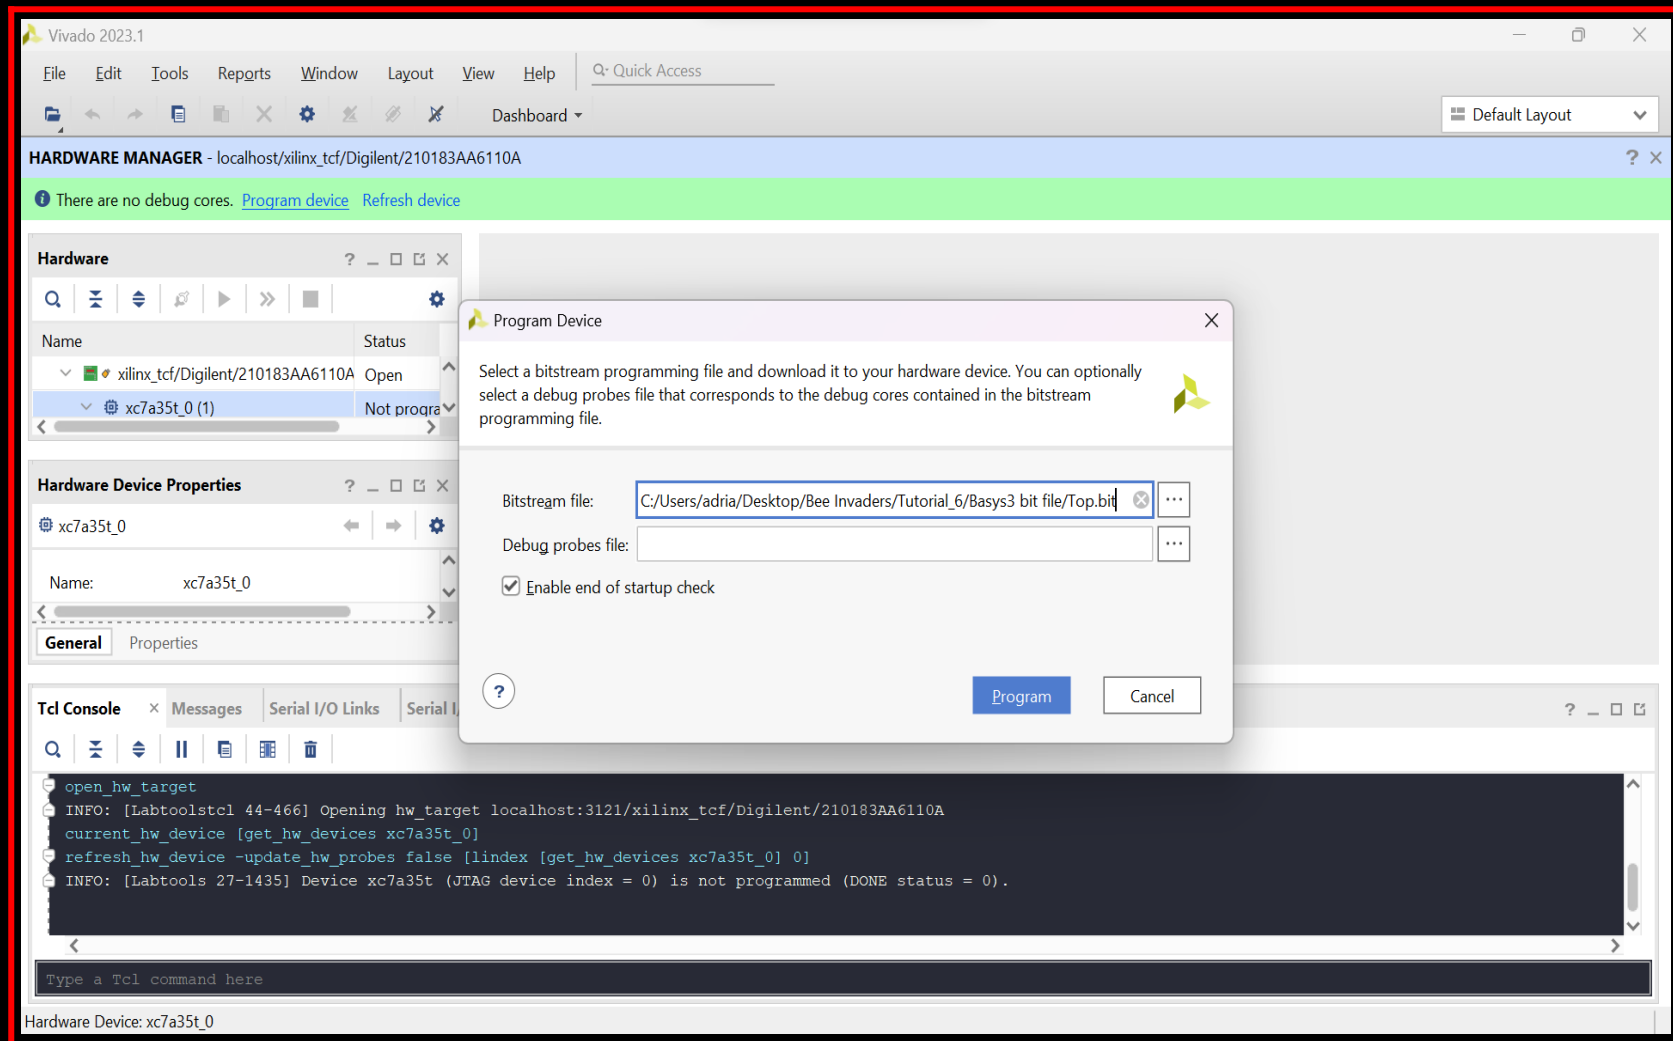 Vivado 2023.1
File Edit Tools Reports Window Layout View Help Quick Access
Dashboard Default Layout
HARDWARE MANAGER - localhost/xilinx_tcf/Digilent/210183AA6110A
There are no debug cores. Program device Refresh device
Hardware
Name Status
xilinx_tcf/Digilent/210183AA6110A Open
xc7a35t_0 (1) Not progra
Hardware Device Properties
xc7a35t_0
Name: xc7a35t_0
General Properties
Program Device
Select a bitstream programming file and download it to your hardware device. You can optionally
select a debug probes file that corresponds to the debug cores contained in the bitstream
programming file.
Bitstream file: C:/Users/adria/Desktop/Bee Invaders/Tutorial_6/Basys3 bit file/Top.bit
Debug probes file:
Enable end of startup check
Program Cancel
Tcl Console Messages Serial I/O Links Serial I/
open_hw_target
INFO: [Labtoolstcl 44-466] Opening hw_target localhost:3121/xilinx_tcf/Digilent/210183AA6110A
current_hw_device [get_hw_devices xc7a35t_0]
refresh_hw_device -update_hw_probes false [lindex [get_hw_devices xc7a35t_0] 0]
INFO: [Labtools 27-1435] Device xc7a35t (JTAG device index = 0) is not programmed (DONE status = 0).
Type a Tcl command here
Hardware Device: xc7a35t_0